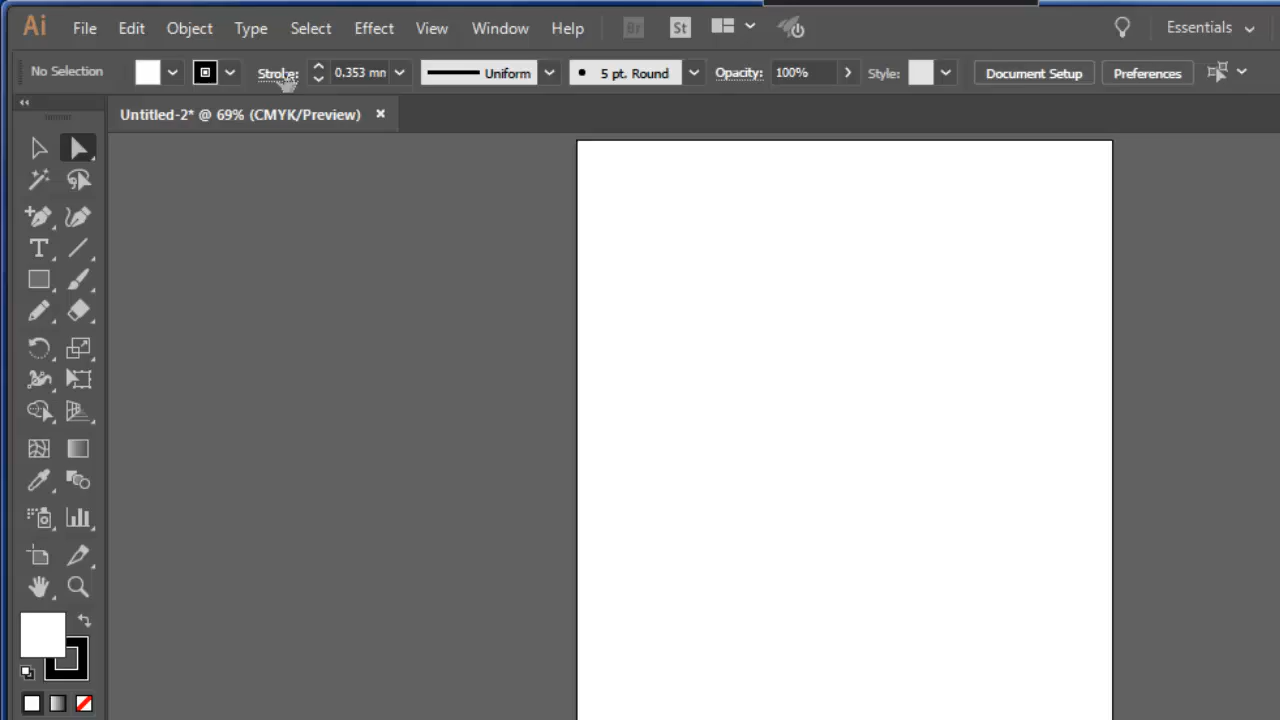 Ai File Edit Object Type Select Effect View Window Help Br St Essentials
No Selection Stroke: 0.353 mm Uniform 5 pt. Round Opacity: 100% Style: Document Setup Preferences
Untitled-2* @ 69% (CMYK/Preview) ×
T